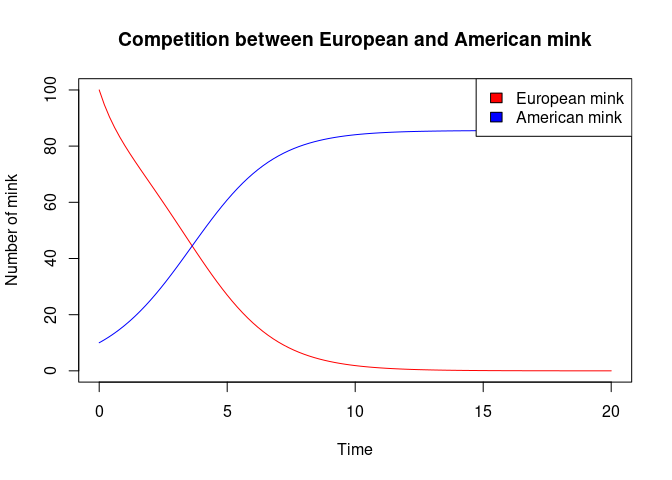 Competition between European and American mink
European mink
American mink
Number of mink
100
80
60
40
20
0
0 5 10 15 20
Time